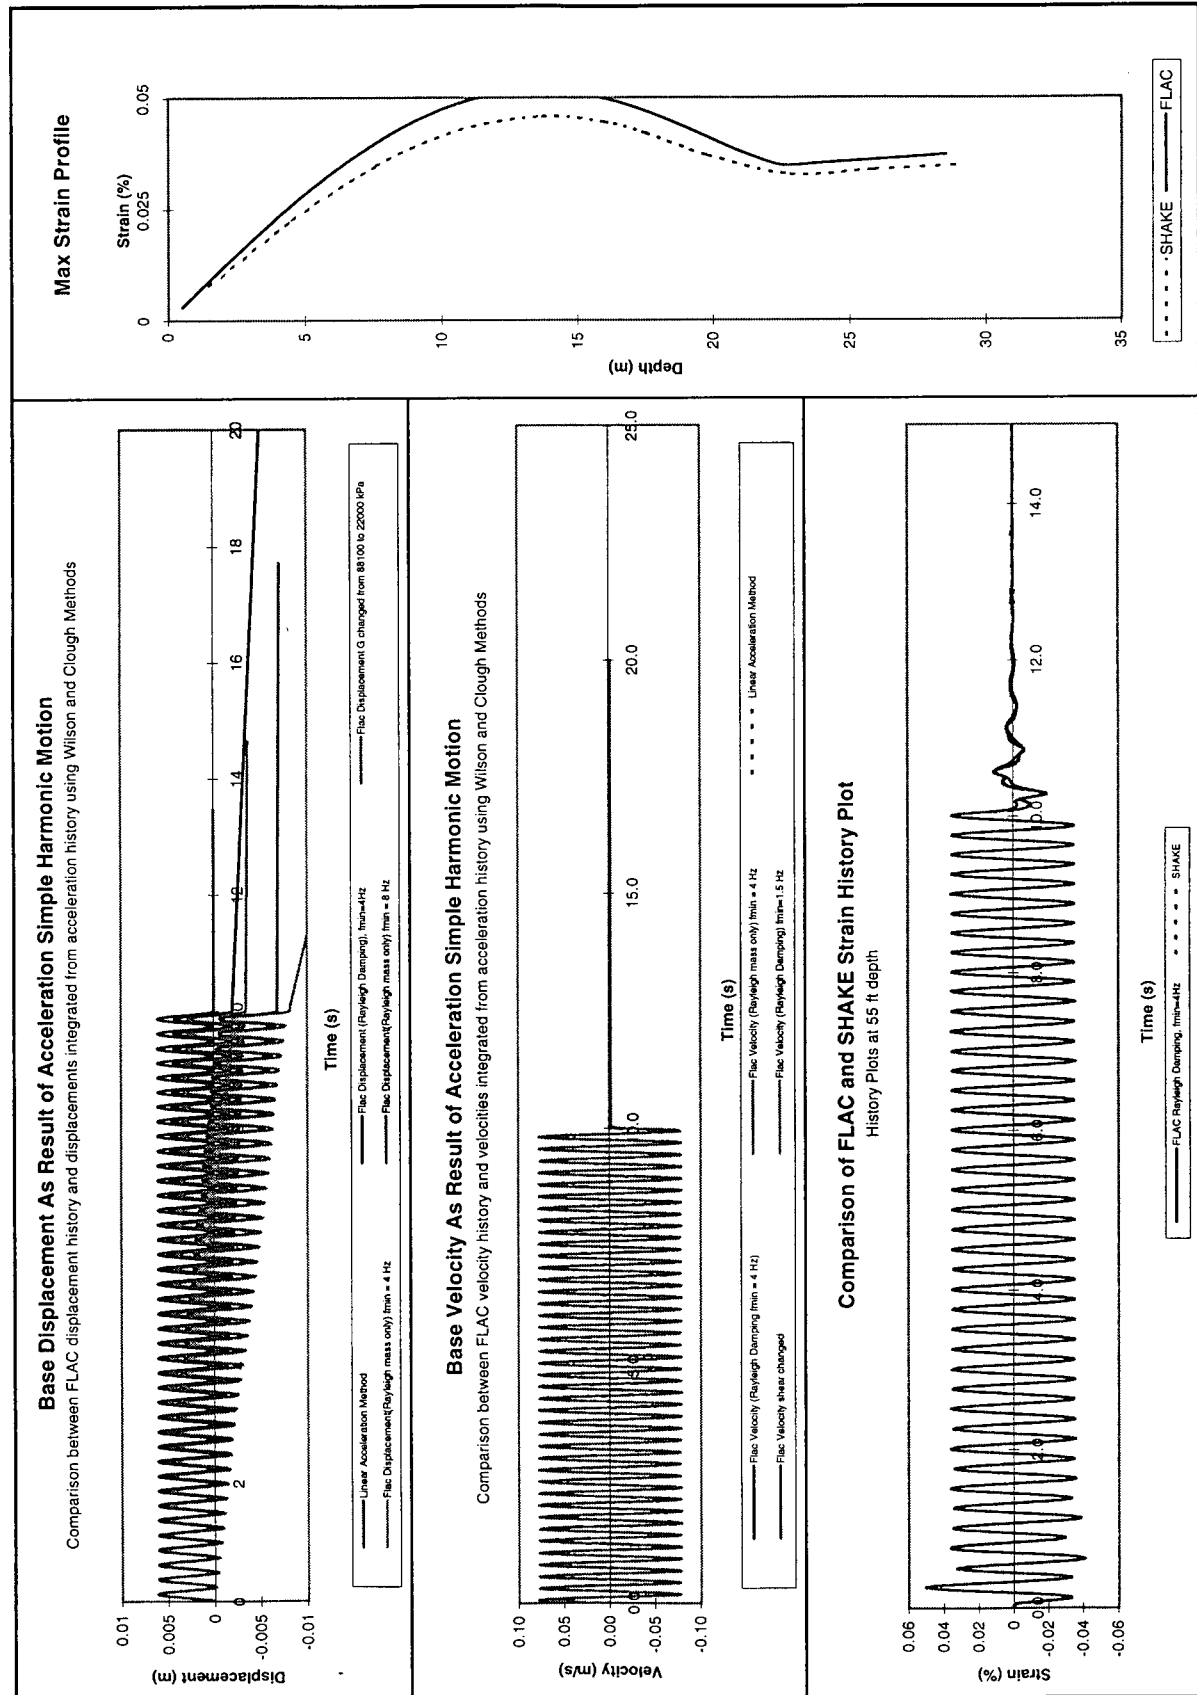 Base Displacement As Result of Acceleration Simple Harmonic Motion
Comparison between FLAC displacement history and displacements integrated from acceleration history using Wilson and Clough Methods
Displacement (m)
0.01
0.005
0
-0.005
-0.01
0
2
4
12
14
16
18
20
Time (s)
Linear Acceleration Method
Flac Displacement (Rayleigh Damping), fmin=4Hz
Flac Displacement G changed from 88100 to 22000 kPa
Flac Displacement(Rayleigh mass only) fmin = 4 Hz
Flac Displacement(Rayleigh mass only) fmin = 8 Hz
Base Velocity As Result of Acceleration Simple Harmonic Motion
Comparison between FLAC velocity history and velocities integrated from acceleration history using Wilson and Clough Methods
Velocity (m/s)
0.10
0.05
0.00
-0.05
-0.10
0.0
5.0
15.0
20.0
25.0
Time (s)
Flac Velocity (Rayleigh Damping fmin = 4 Hz)
Flac Velocity (Rayleigh mass only) fmin = 4 Hz
Linear Acceleration Method
Flac Velocity shear changed
Flac Velocity (Rayleigh Damping) fmin=1.5 Hz
Comparison of FLAC and SHAKE Strain History Plot
History Plots at 55 ft depth
Strain (%)
0.06
0.04
0.02
0
-0.02
-0.04
-0.06
2.0
4.0
6.0
8.0
10.0
12.0
14.0
Time (s)
FLAC Rayleigh Damping, fmin=4Hz
SHAKE
Max Strain Profile
Strain (%)
0
0.025
0.05
Depth (m)
0
5
10
15
20
25
30
35
SHAKE
FLAC